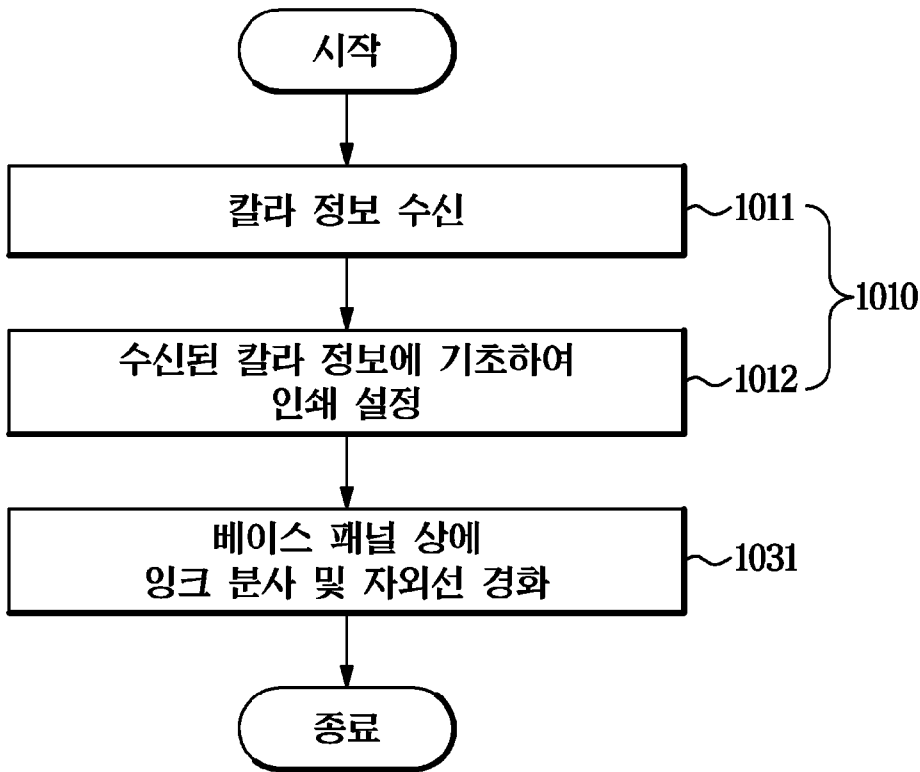 시작
칼라 정보 수신
1011
1010
수신된 칼라 정보에 기초하여
인쇄 설정
1012
베이스 패널 상에
잉크 분사 및 자외선 경화
1031
종료